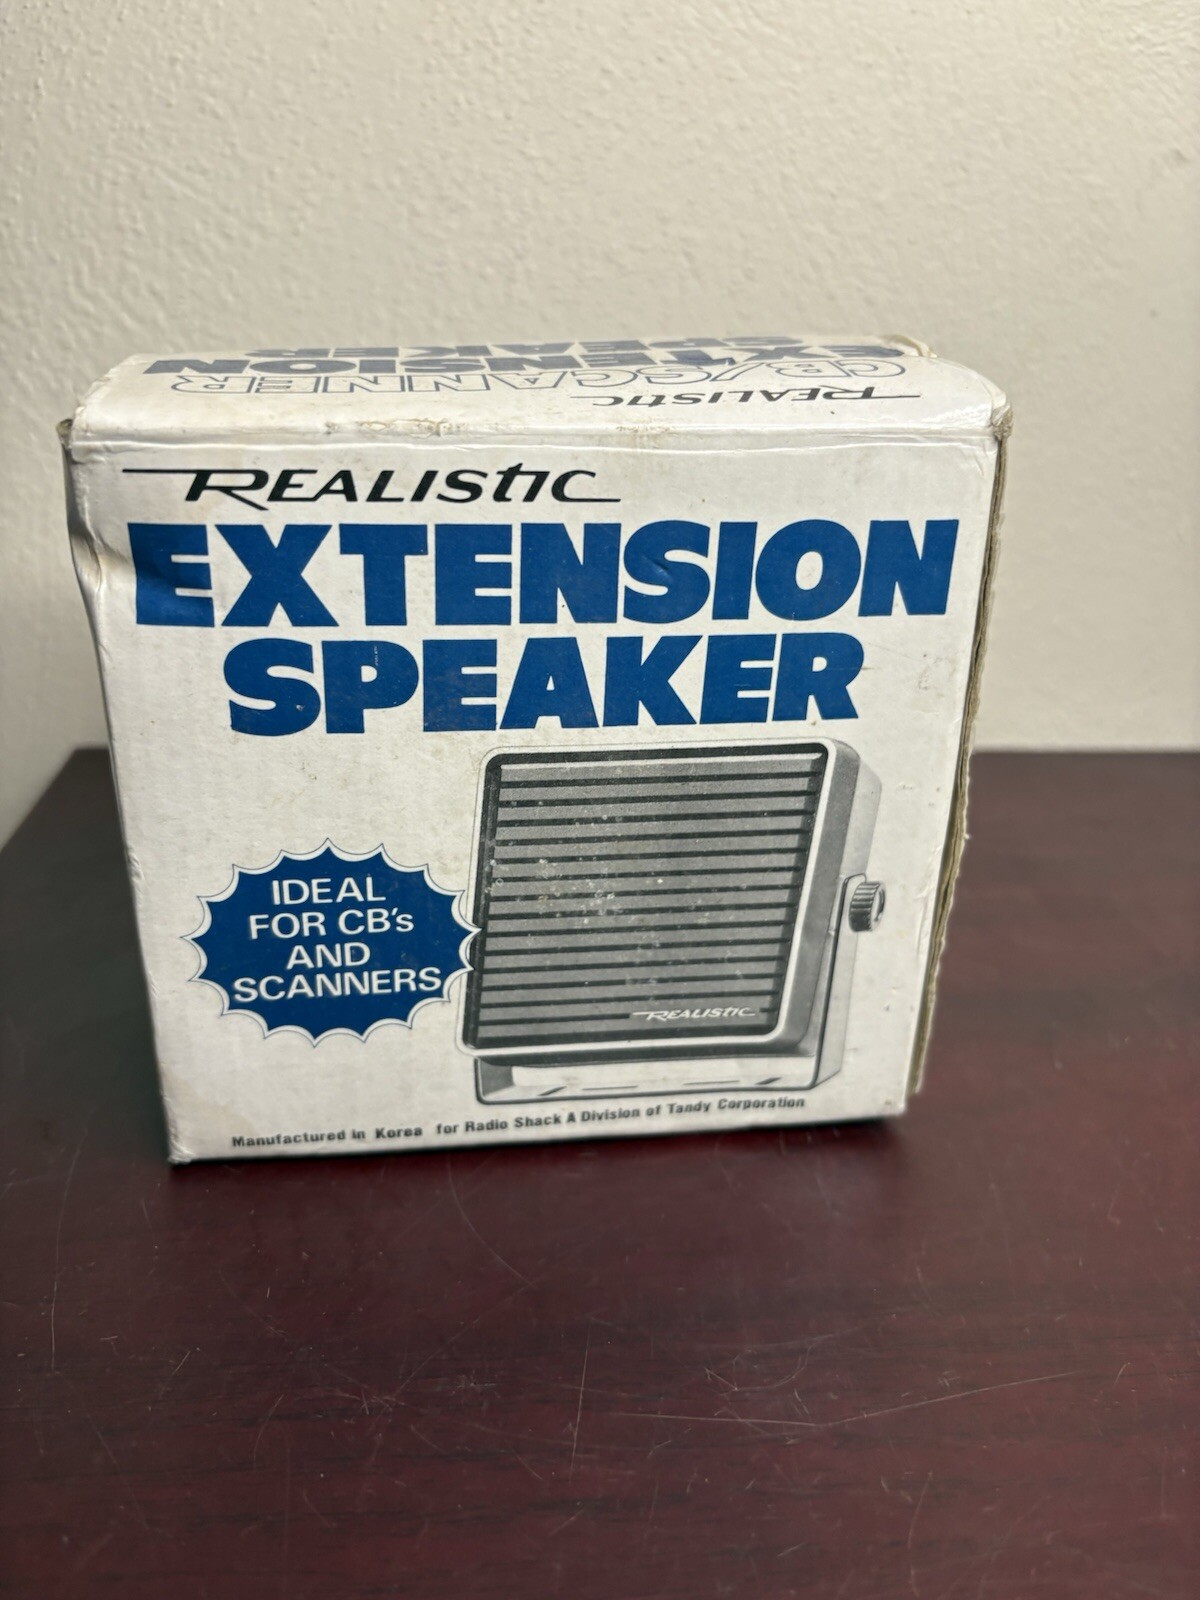 REALISTIC
CB/SCANNER
EXTENSION
SPEAKER
REALISTIC
EXTENSION
SPEAKER
IDEAL
FOR CB's
AND
SCANNERS
REALISTIC
Manufactured in Korea for Radio Shack A Division of Tandy Corporation